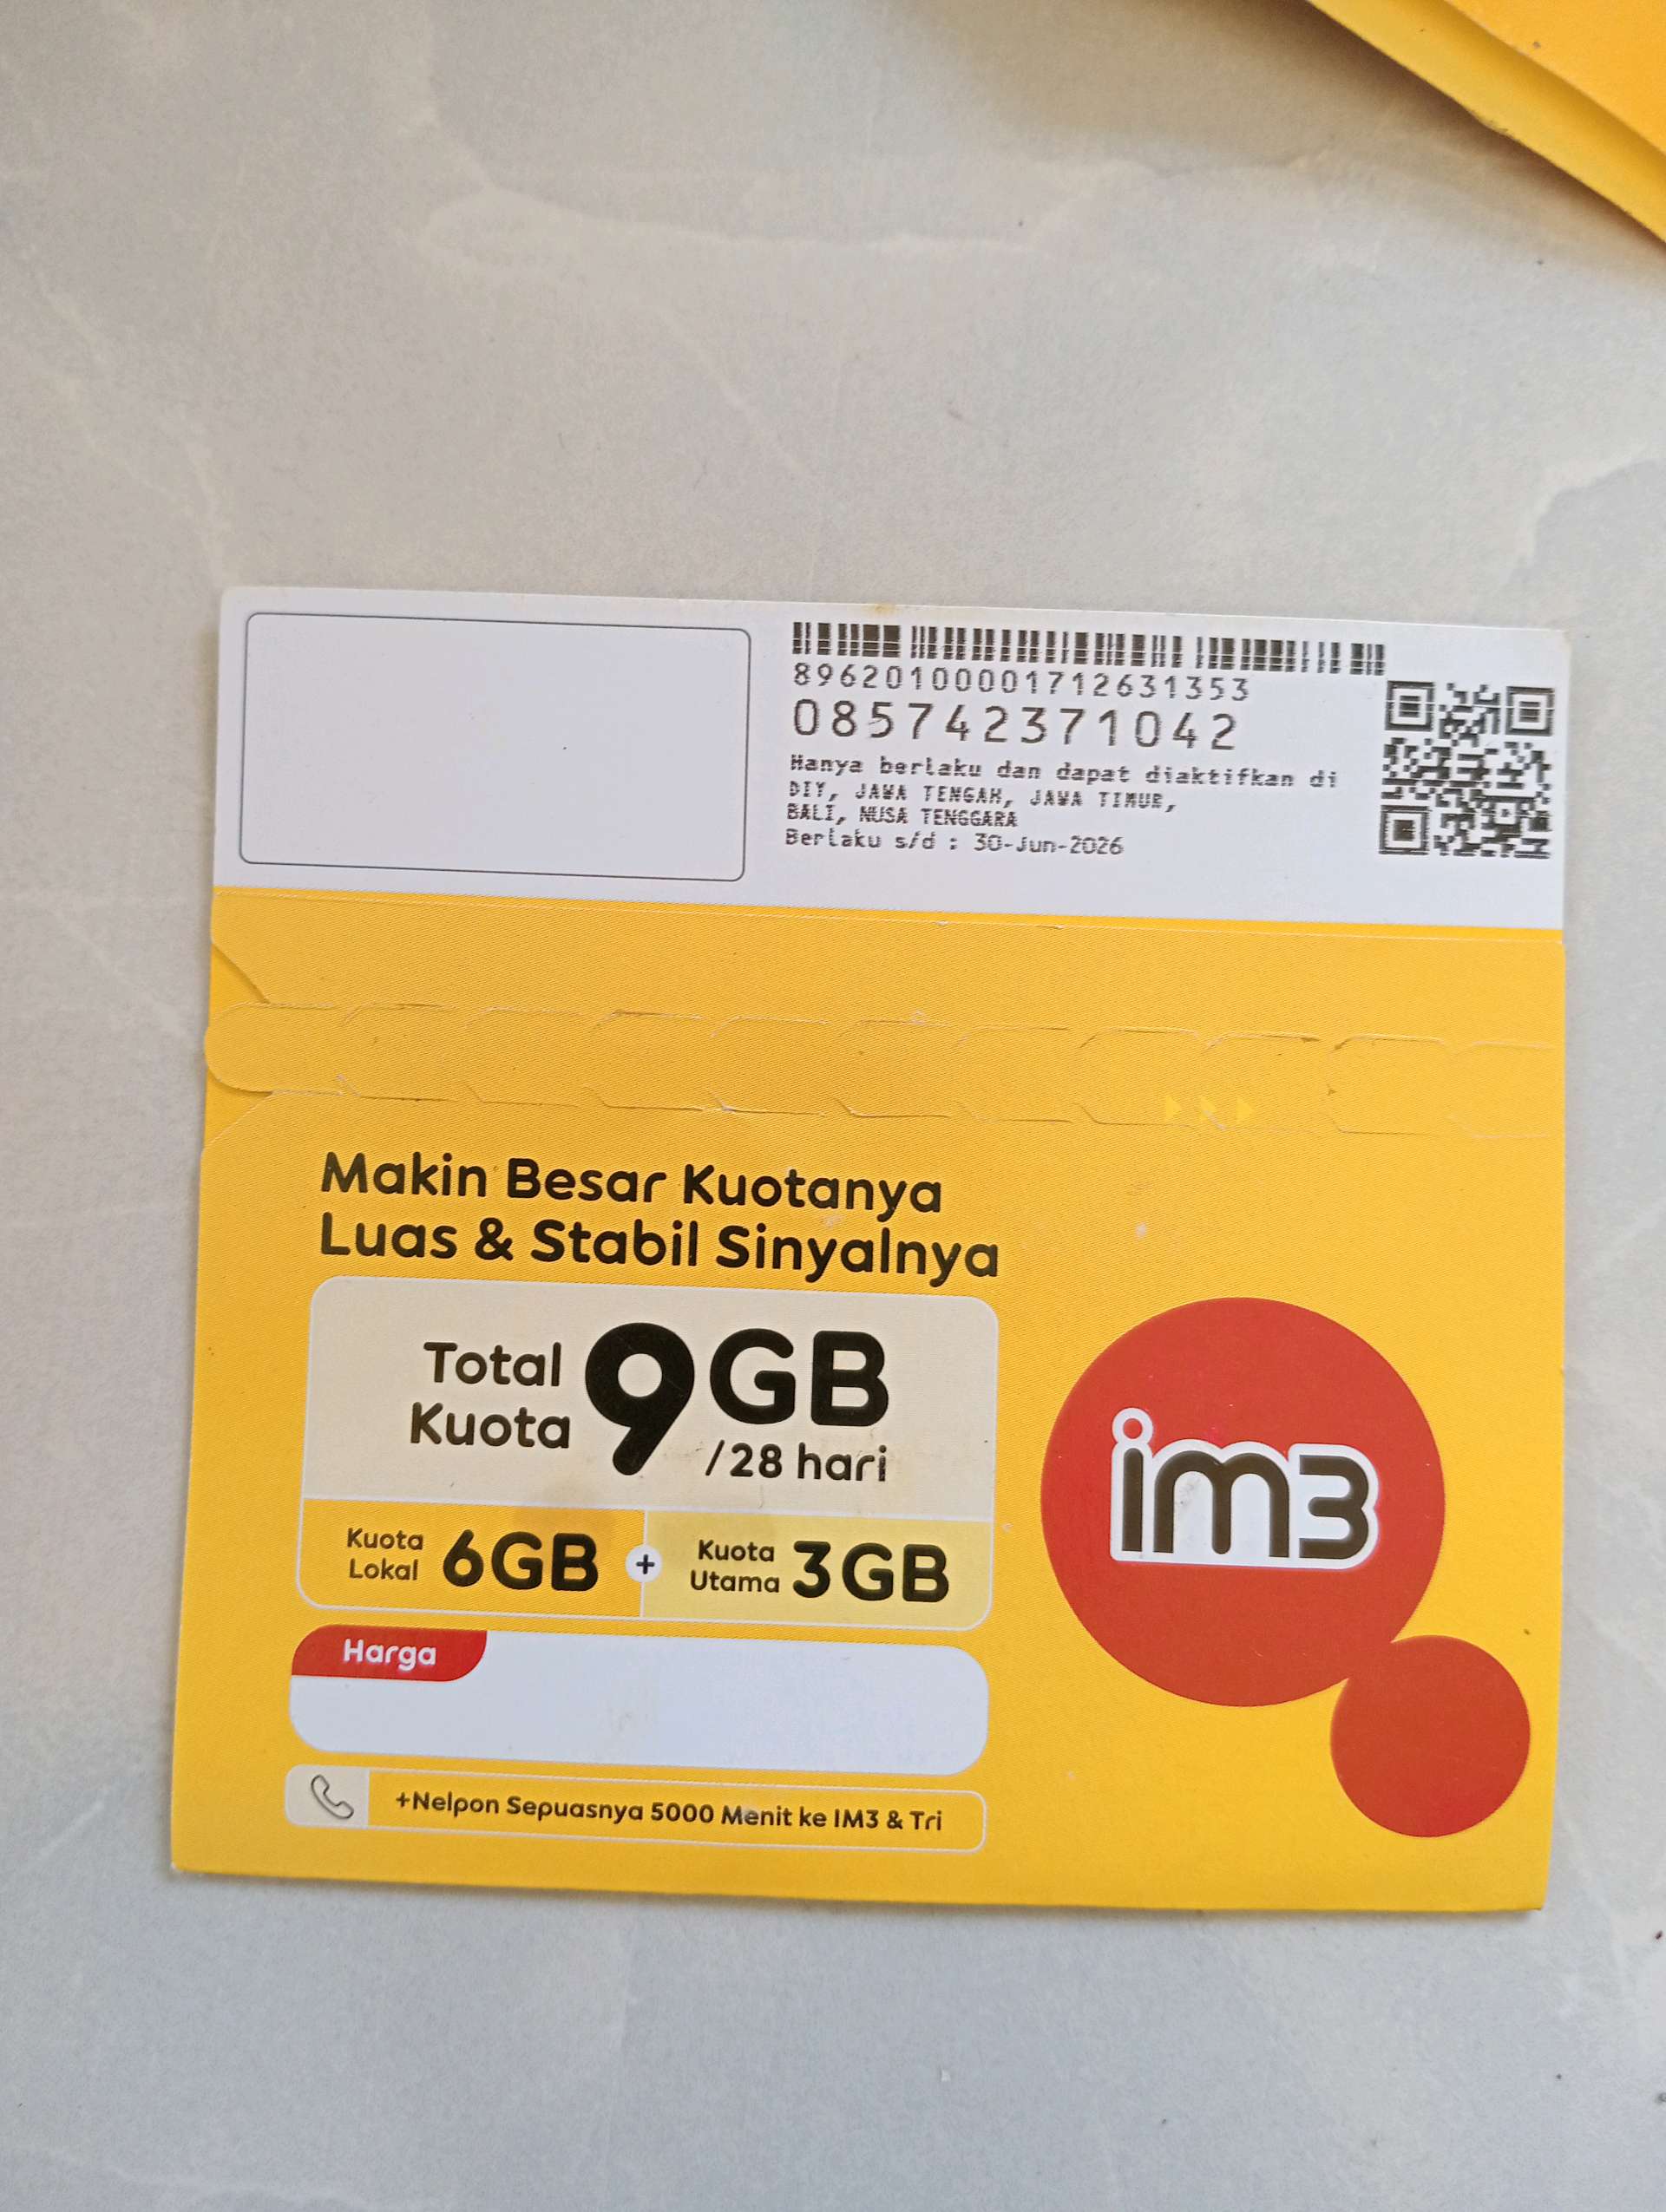 89620100001712631353
085742371042
Hanya berlaku dan dapat diaktifkan di
DIY, JAWA TENGAH, JAWA TIMUR,
BALI, NUSA TENGGARA
Berlaku s/d : 30-Jun-2026
Makin Besar Kuotanya
Luas & Stabil Sinyalnya
Total
Kuota
9GB
/28 hari
Kuota
Lokal
6GB
+
Kuota
Utama
3GB
im3
Harga
+Nelpon Sepuasnya 5000 Menit ke IM3 & Tri